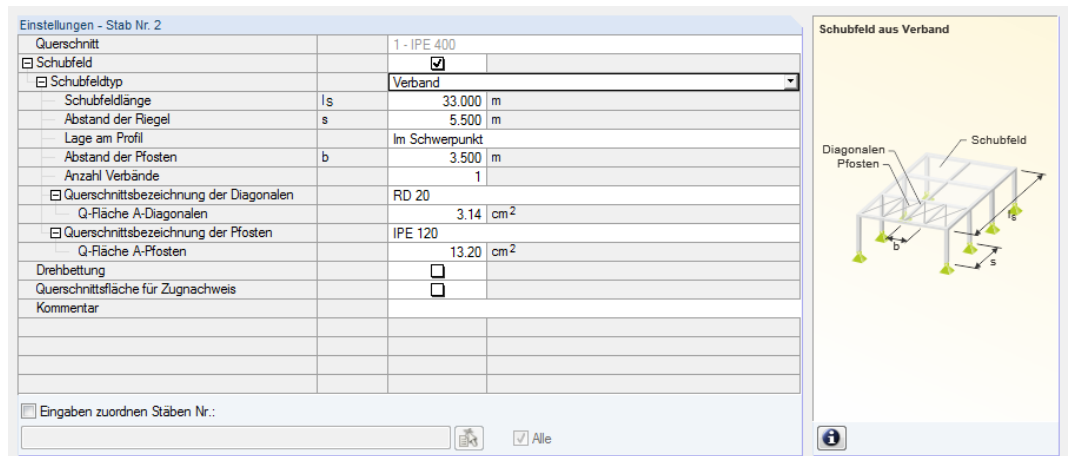 Einstellungen - Stab Nr. 2
Querschnitt 1 - IPE 400
Schubfeld
Schubfeldtyp Verband
Schubfeldlänge ls 33.000 m
Abstand der Riegel s 5.500 m
Lage am Profil Im Schwerpunkt
Abstand der Pfosten b 3.500 m
Anzahl Verbände 1
Querschnittsbezeichnung der Diagonalen RD 20
Q-Fläche A-Diagonalen 3.14 cm²
Querschnittsbezeichnung der Pfosten IPE 120
Q-Fläche A-Pfosten 13.20 cm²
Drehbettung
Querschnittsfläche für Zugnachweis
Kommentar
Eingaben zuordnen Stäben Nr.:
Alle
Schubfeld aus Verband
Schubfeld
Diagonalen
Pfosten
ls
b
s